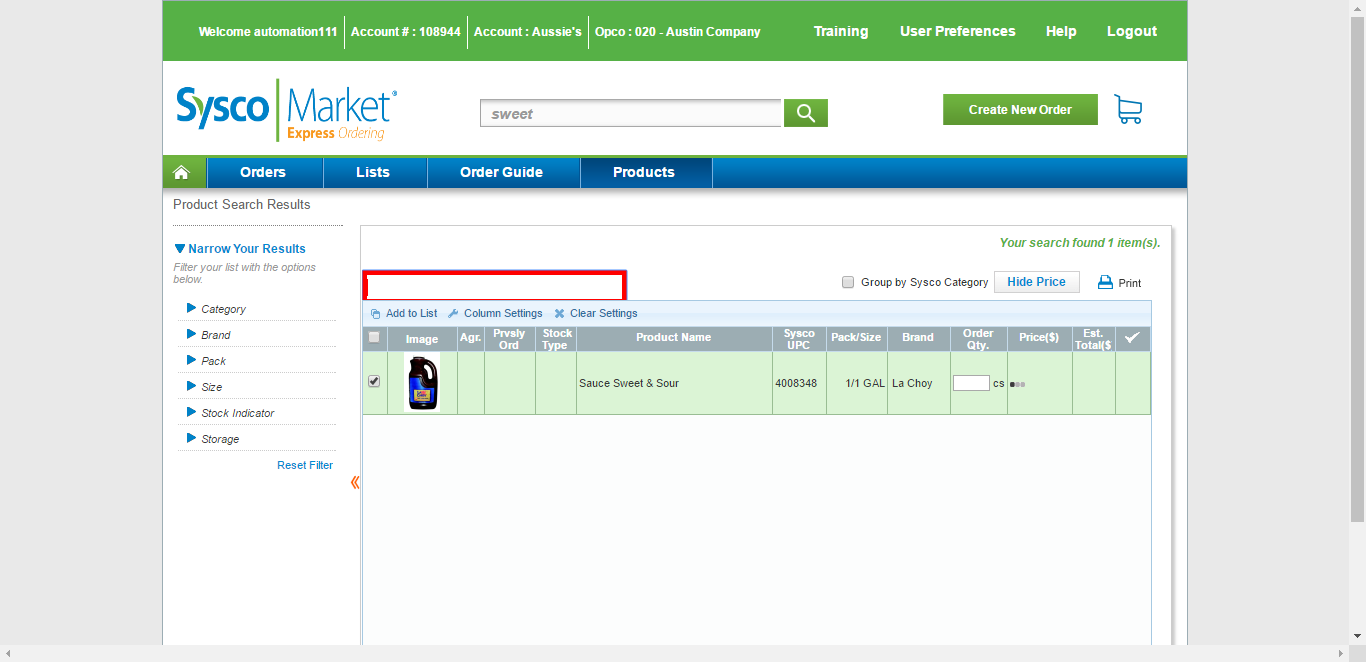 Welcome automation111 Account # : 108944 Account : Aussie's Opco : 020 - Austin Company Training User Preferences Help Logout
Sysco Market®
Express Ordering
sweet
Create New Order
Orders Lists Order Guide Products
Product Search Results
Narrow Your Results
Filter your list with the options
below.
Category
Brand
Pack
Size
Stock Indicator
Storage
Reset Filter
Your search found 1 item(s).
Group by Sysco Category Hide Price Print
Add to List Column Settings Clear Settings
Image Agr. Prvsly Ord Stock Type Product Name Sysco UPC Pack/Size Brand Order Qty. Price($) Est. Total($
Sauce Sweet & Sour 4008348 1/1 GAL La Choy cs